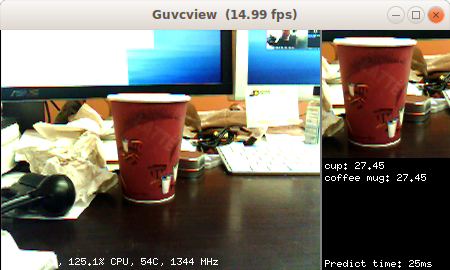 Guvcview (14.99 fps)
cup: 27.45
coffee mug: 27.45
, 125.1% CPU, 54C, 1344 MHz
Predict time: 25ms